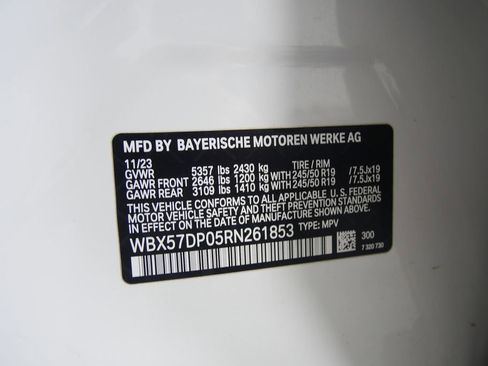 MFD BY BAYERISCHE MOTOREN WERKE AG
11/23 TIRE / RIM
GVWR 5357 lbs 2430 kg
GAWR FRONT 2646 lbs 1200 kg WITH 245/50 R19 /7.5Jx19
GAWR REAR 3109 lbs 1410 kg WITH 245/50 R19 /7.5Jx19
THIS VEHICLE CONFORMS TO ALL APPLICABLE U.S. FEDERAL
MOTOR VEHICLE SAFETY, BUMPER, AND THEFT PREVENTION
STANDARDS IN EFFECT ON THE DATE OF MANUFACTURE SHOWN ABOVE.
WBX57DP05RN261853 TYPE: MPV
300
7 320 730